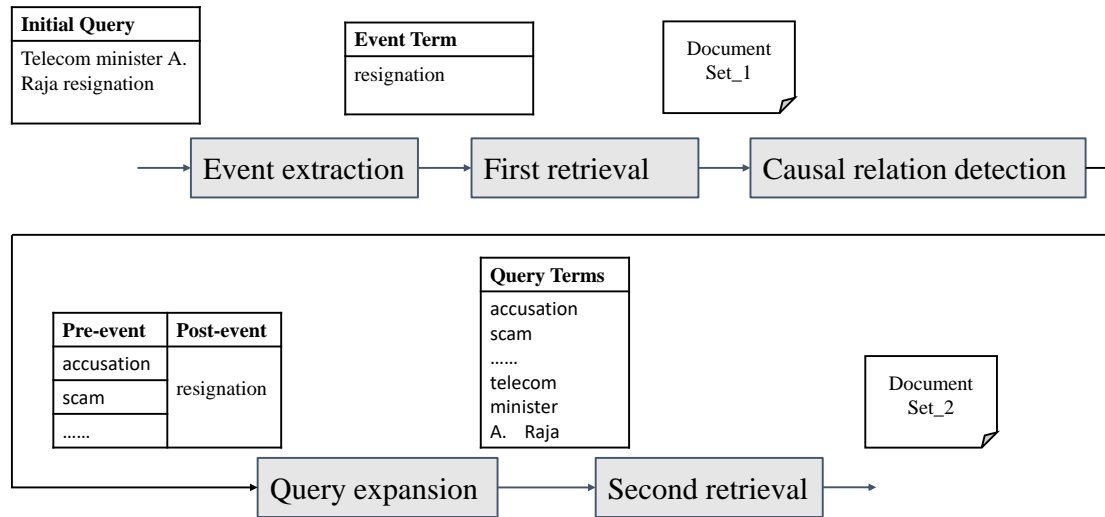 Initial Query
Telecom minister A.
Raja resignation
Event Term
resignation
Document
Set_1
Event extraction
First retrieval
Causal relation detection
Pre-event
Post-event
accusation
scam
……
resignation
Query Terms
accusation
scam
……
telecom
minister
A. Raja
Document
Set_2
Query expansion
Second retrieval